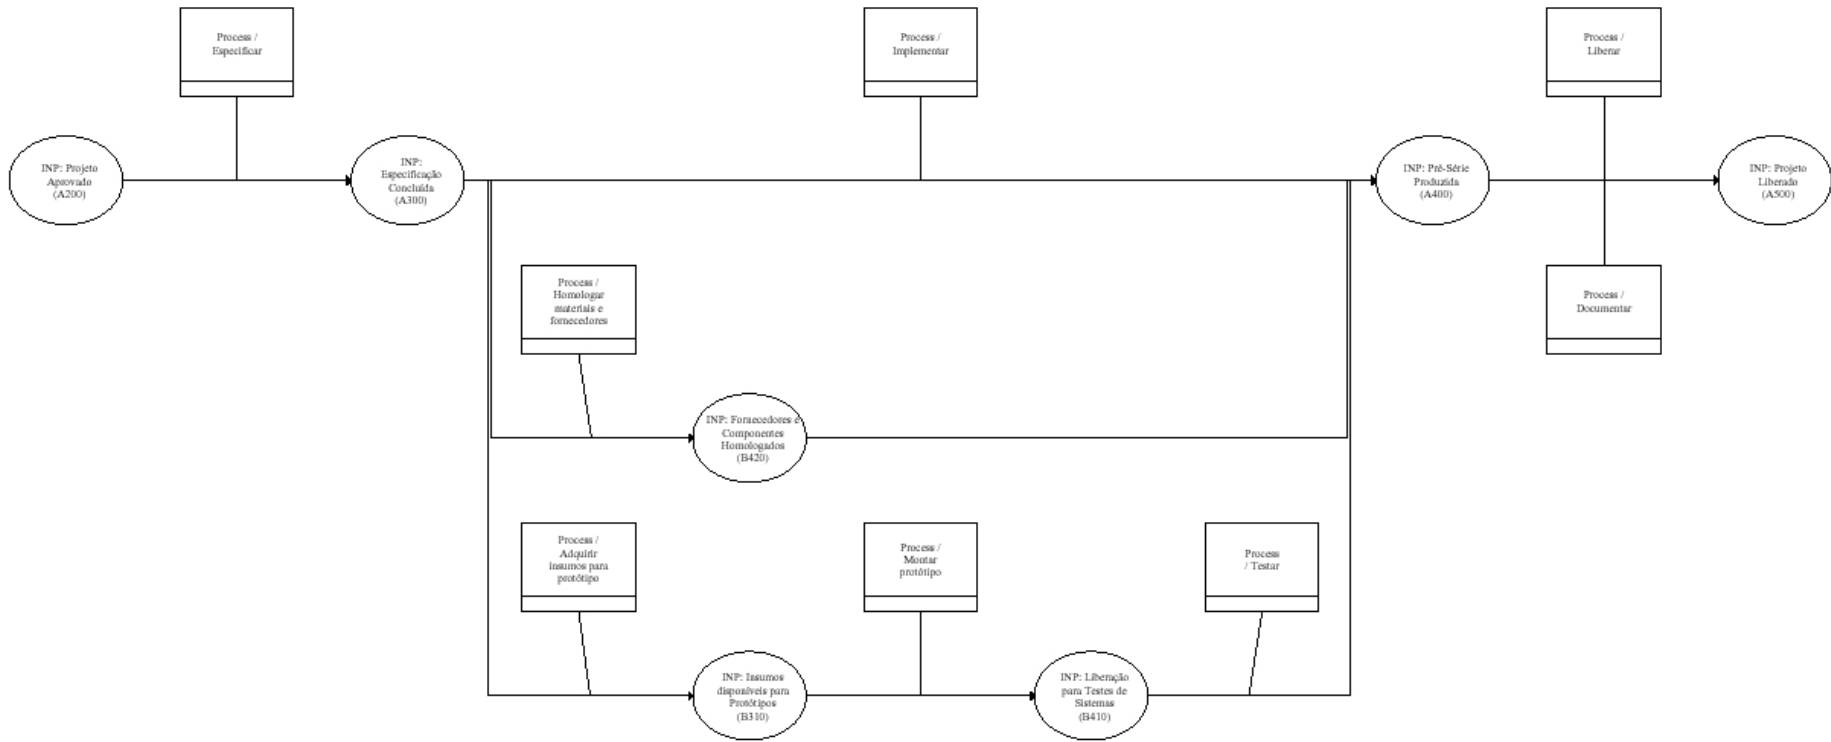 Process /
Especificar
Process /
Implementar
Process /
Liberar
INP: Projeto
Aprovado
(A200)
INP:
Especificação
Concluída
(A300)
INP: Pré-Série
Produzida
(A400)
INP: Projeto
Liberado
(A500)
Process /
Homologar
materiais e
fornecedores
Process /
Documentar
INP: Fornecedores e
Componentes
Homologados
(B420)
Process /
Adquirir
insumos para
protótipo
Process /
Montar
protótipo
Process
/ Testar
INP: Insumos
disponíveis para
Protótipos
(B310)
INP: Liberação
para Testes de
Sistemas
(B410)